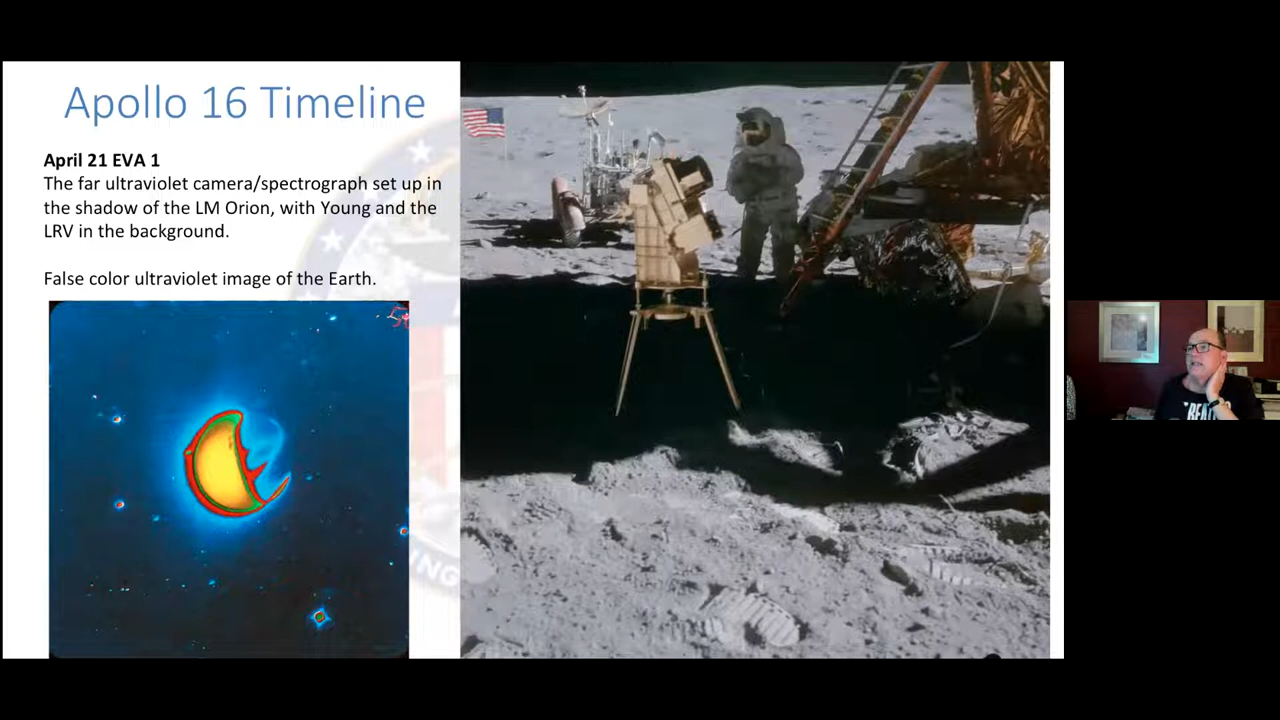 Apollo 16 Timeline
April 21 EVA 1
The far ultraviolet camera/spectrograph set up in
the shadow of the LM Orion, with Young and the
LRV in the background.
False color ultraviolet image of the Earth.